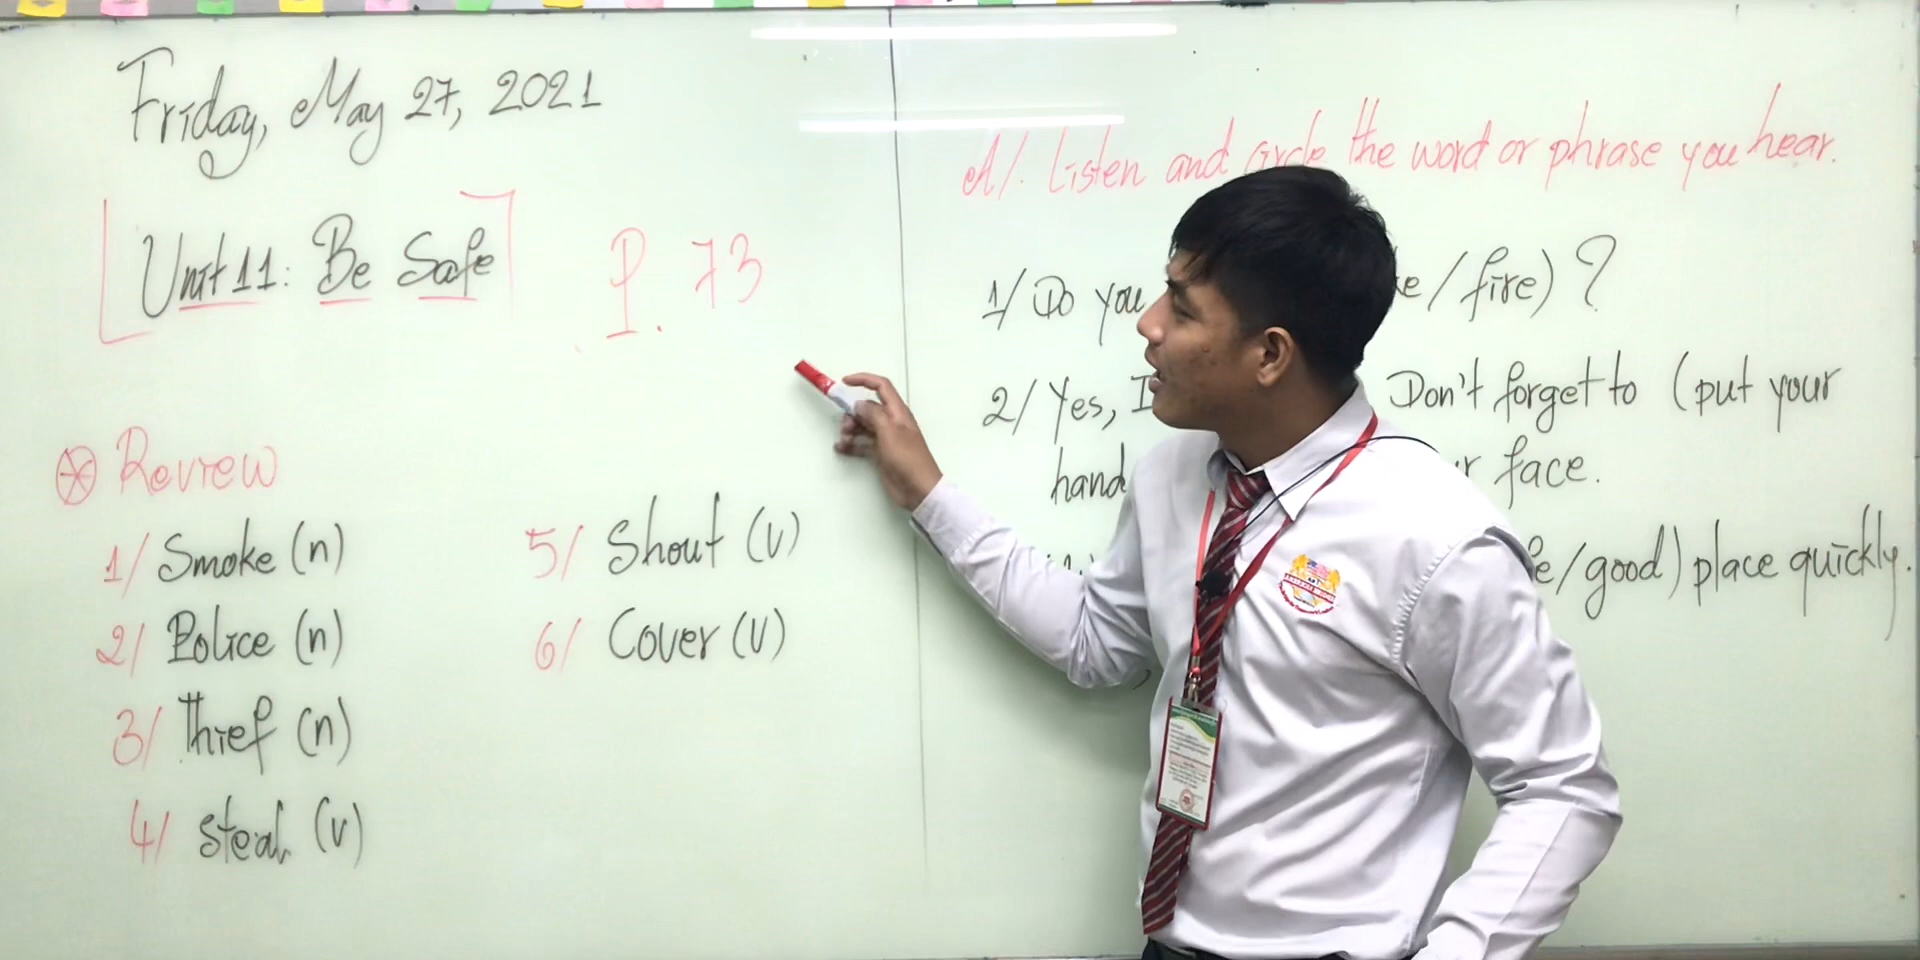 Friday, May 27, 2021
Unit 11: Be Safe
P. 73
Review
1/ Smoke (n)
2/ Police (n)
3/ Thief (n)
4/ Steal (v)
5/ Shout (v)
6/ Cover (v)
A/. Listen and circle the word or phrase you hear.
1/ Do you /fire) ?
2/ Yes, I Don't forget to (put your
face.
/good) place quickly.